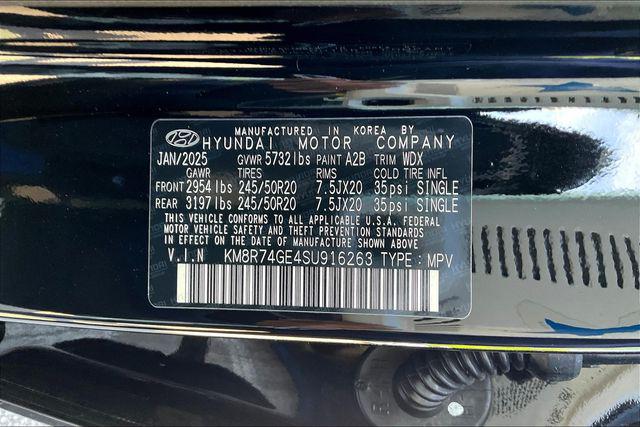 MANUFACTURED IN KOREA BY
HYUNDAI MOTOR COMPANY
JAN/2025 GVWR 5732lbs PAINT A2B TRIM WDX
GAWR TIRES RIMS COLD TIRE INFL
FRONT 2954lbs 245/50R20 7.5JX20 35psi SINGLE
REAR 3197lbs 245/50R20 7.5JX20 35psi SINGLE
THIS VEHICLE CONFORMS TO ALL APPLICABLE U.S.A. FEDERAL
MOTOR VEHICLE SAFETY AND THEFT PREVENTION STANDARDS
IN EFFECT ON THE DATE OF MANUFACTURE SHOWN ABOVE.
V.I.N KM8R74GE4SU916263 TYPE : MPV